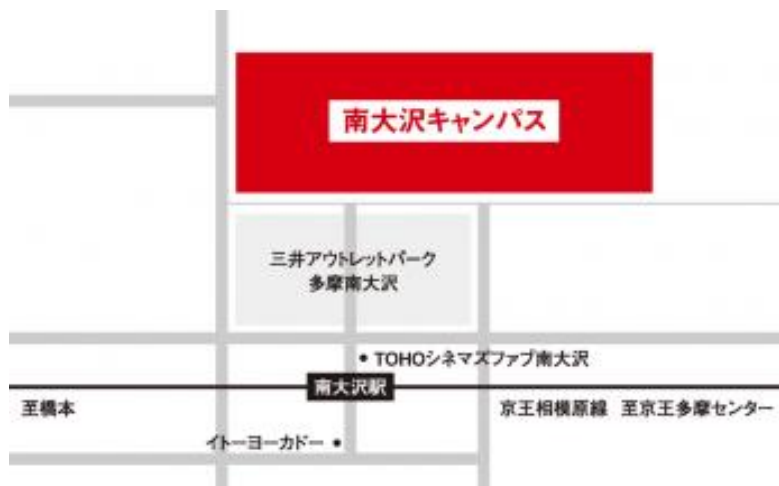 南大沢キャンパス
三井アウトレットパーク
多摩南大沢
TOHOシネマズファブ南大沢
南大沢駅
至橋本
京王相模原線 至京王多摩センター
イトーヨーカドー